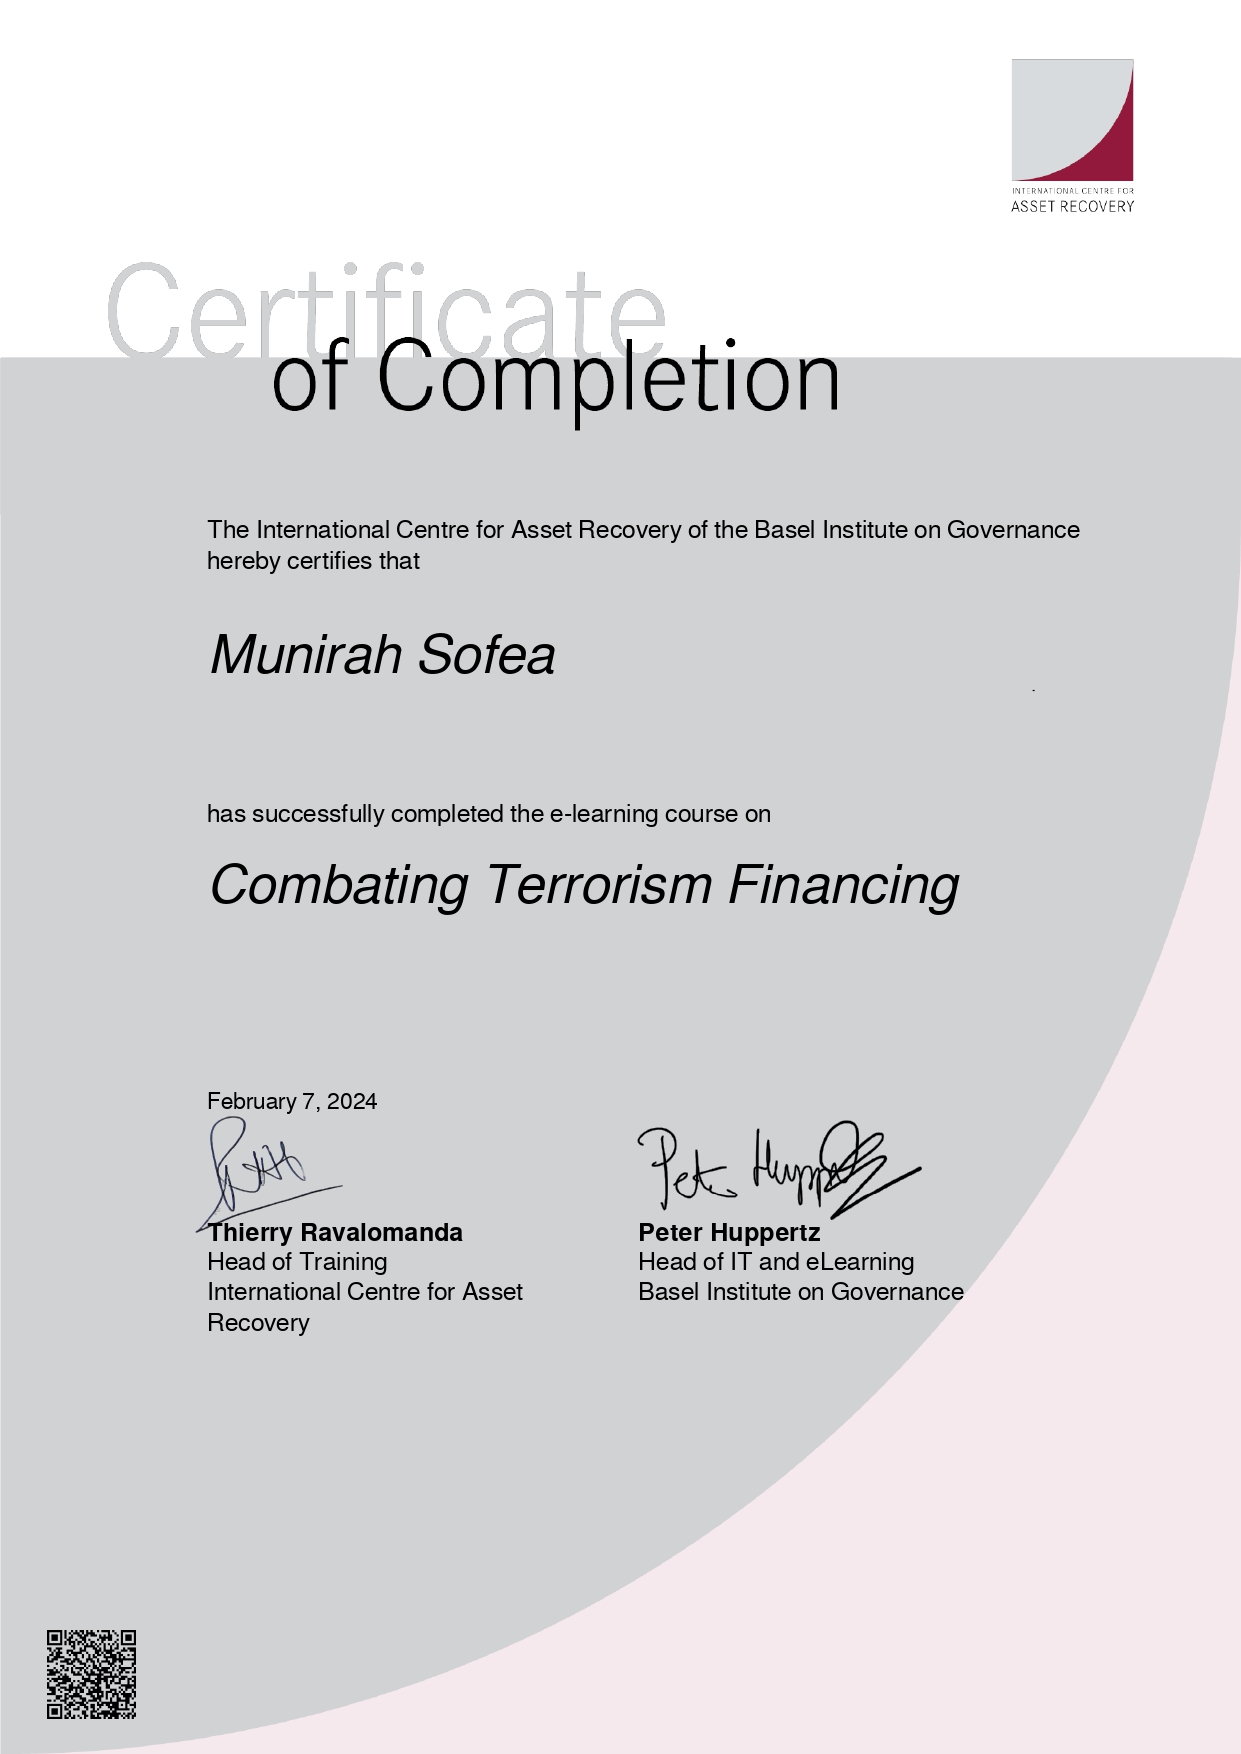 INTERNATIONAL CENTRE FOR
ASSET RECOVERY
Certificate
of Completion
The International Centre for Asset Recovery of the Basel Institute on Governance
hereby certifies that
Munirah Sofea
has successfully completed the e-learning course on
Combating Terrorism Financing
February 7, 2024
Peter Huppertz
Thierry Ravalomanda
Head of Training
International Centre for Asset
Recovery
Peter Huppertz
Head of IT and eLearning
Basel Institute on Governance